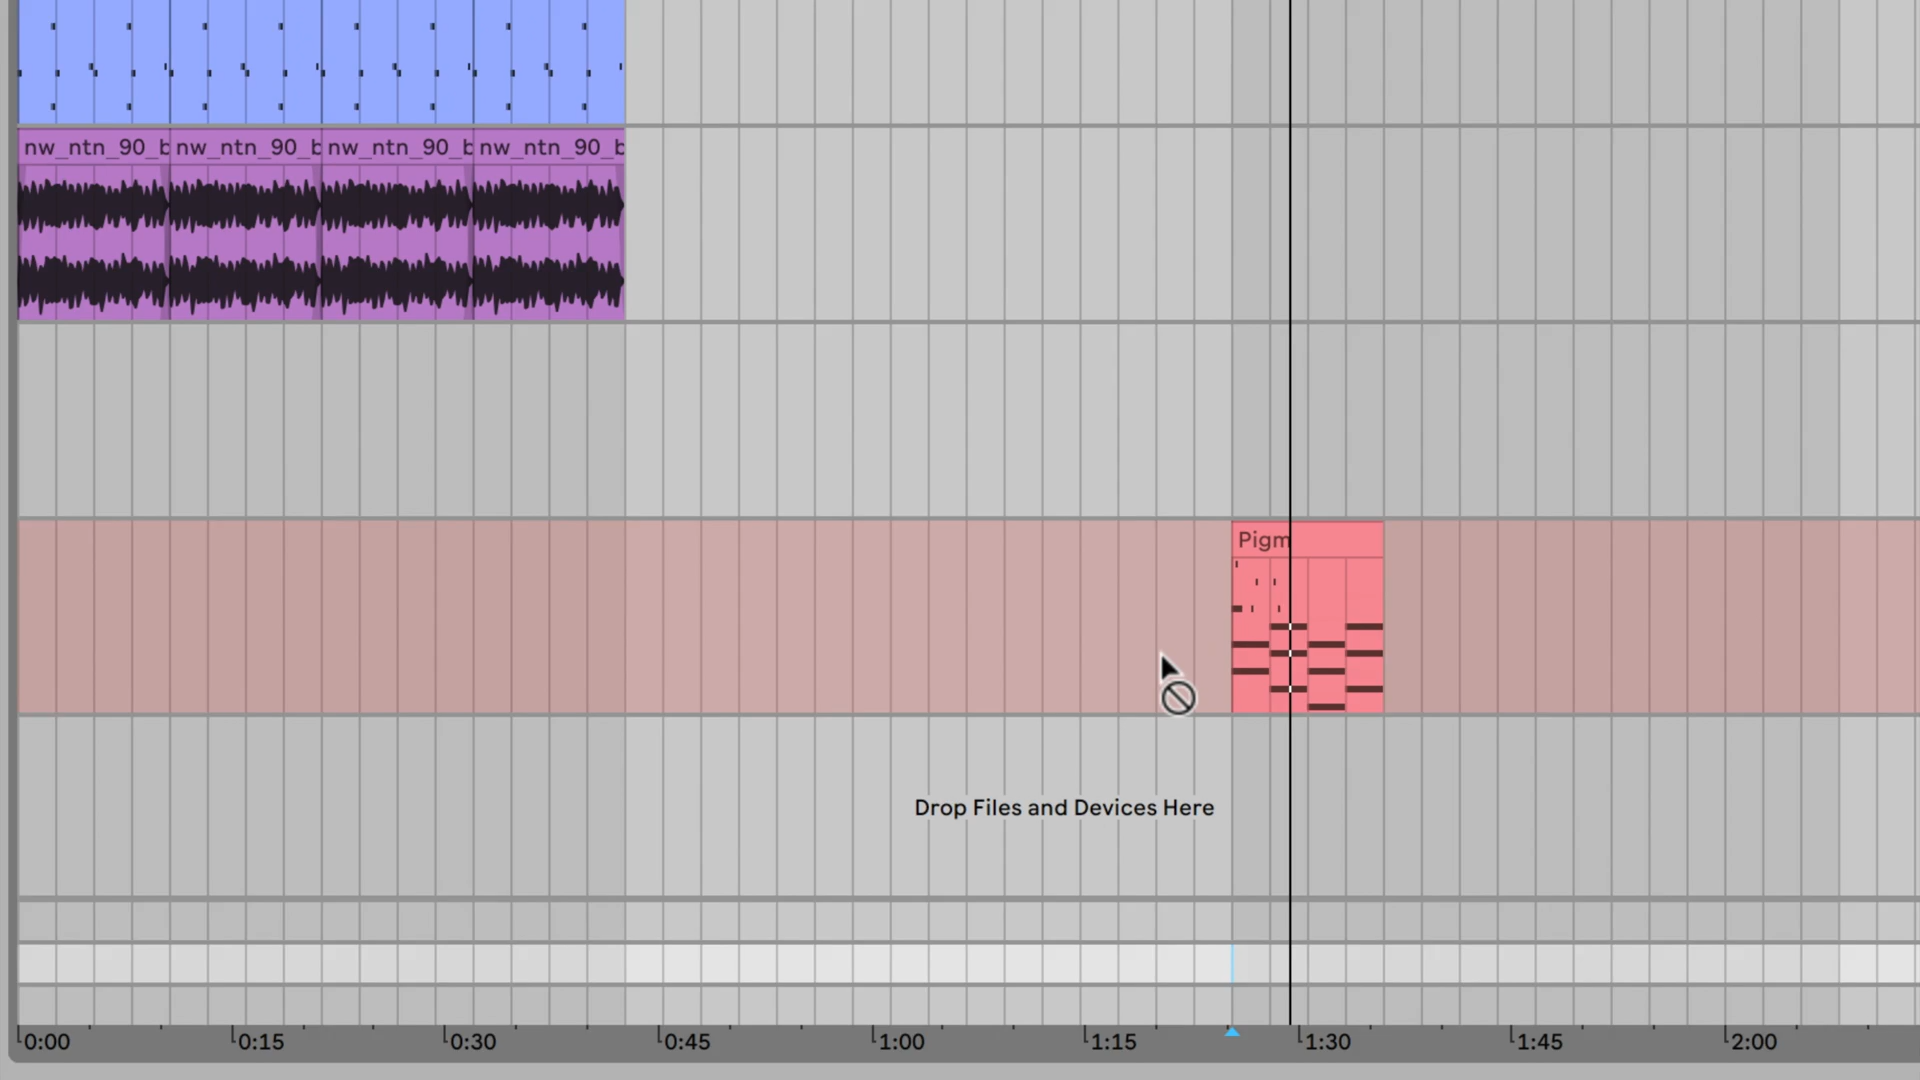 nw_ntn_90_b nw_ntn_90_b nw_ntn_90_b nw_ntn_90_b
Pigm
Drop Files and Devices Here
0:00 0:15 0:30 0:45 1:00 1:15 1:30 1:45 2:00